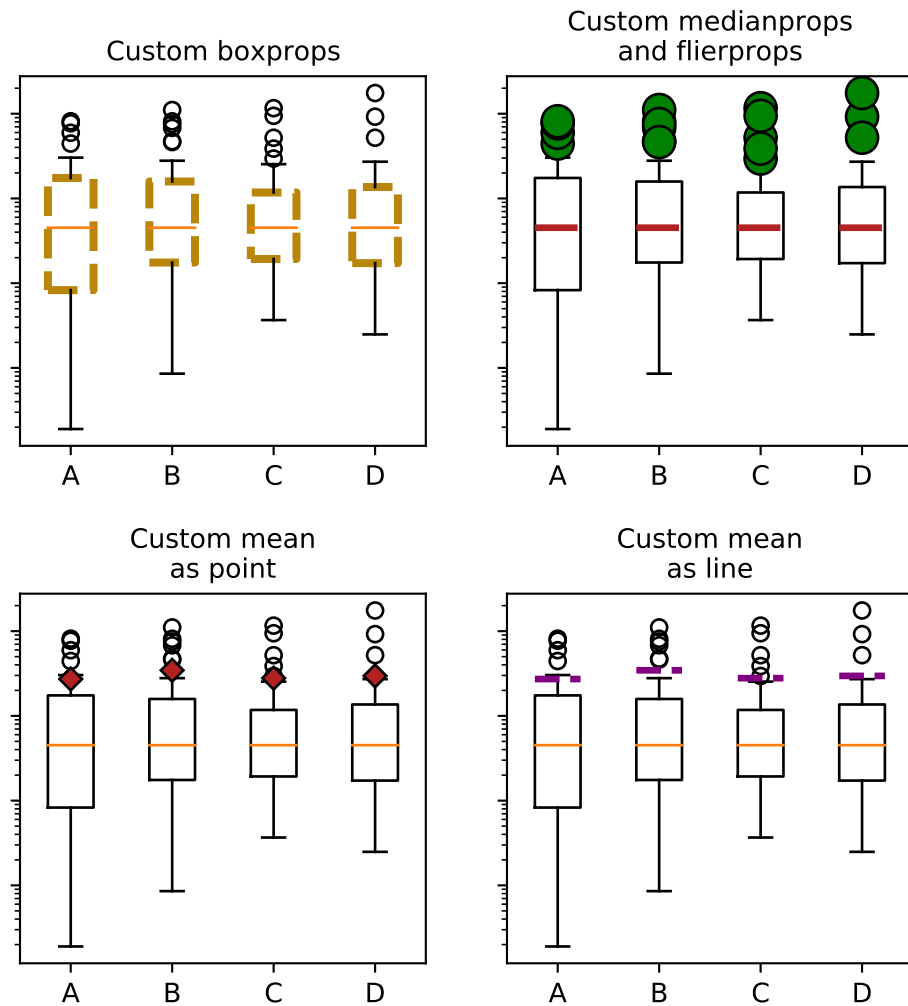 Custom boxprops
Custom medianprops
and flierprops
A B C D
A B C D
Custom mean
as point
Custom mean
as line
A B C D
A B C D